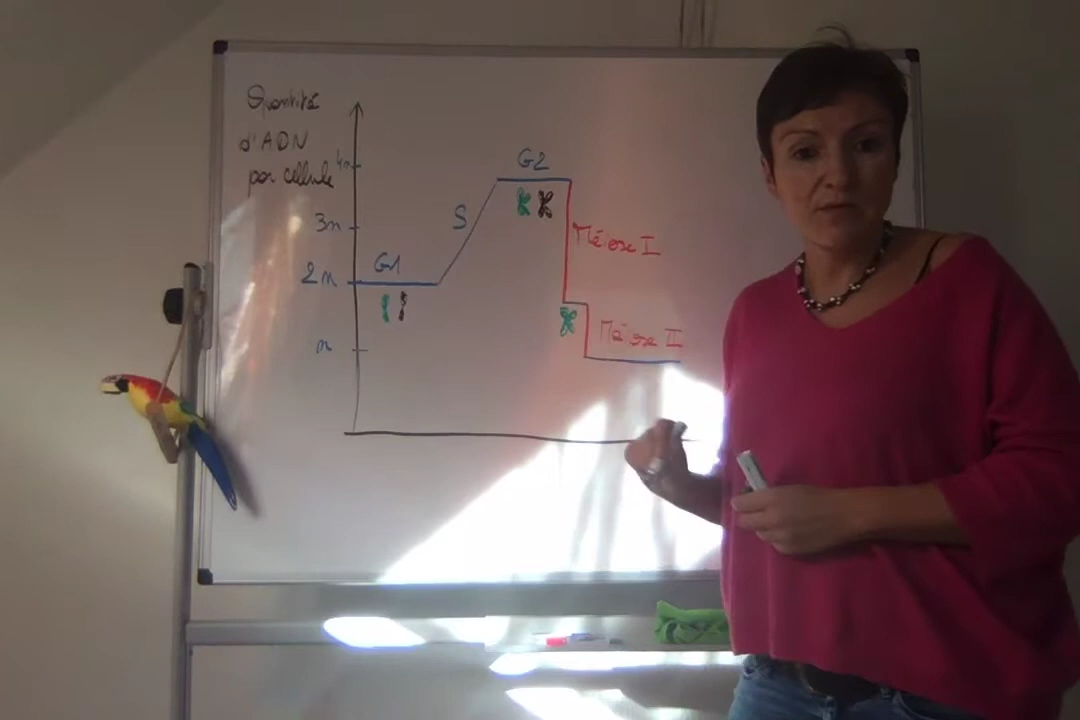 Quantité
d'ADN
par cellule
4n
3n
2n
n
G1
S
G2
Méiose I
Méiose II